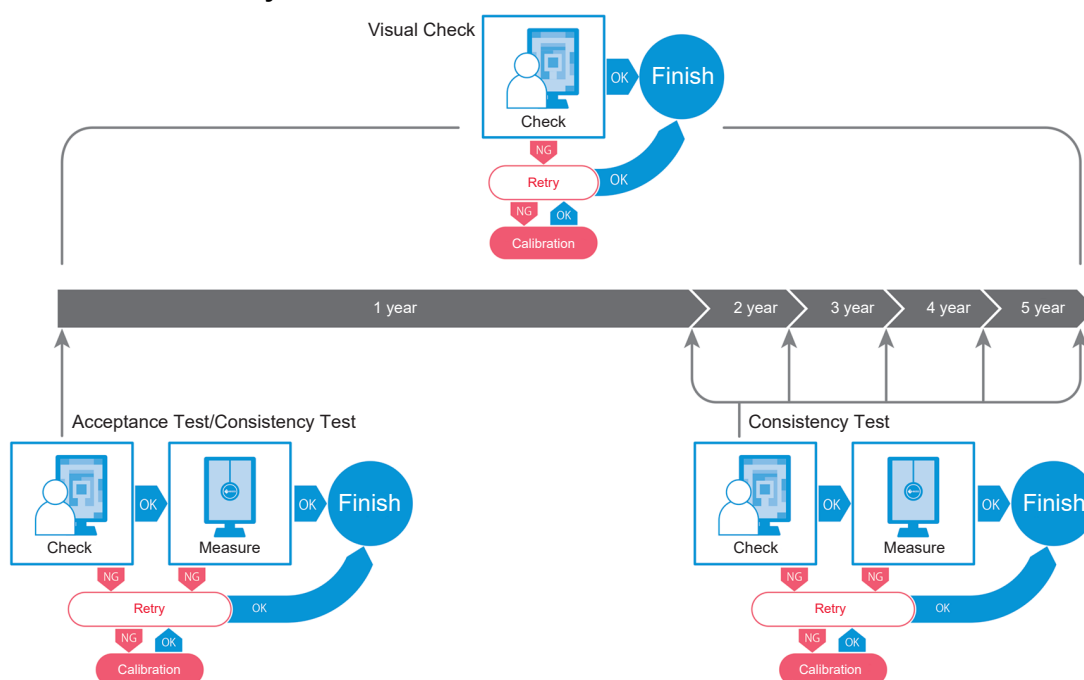 Visual Check
Check
OK
Finish
NG
Retry
OK
NG
OK
Calibration
1 year
2 year
3 year
4 year
5 year
Acceptance Test/Consistency Test
Check
OK
Measure
OK
Finish
NG
NG
Retry
OK
NG
OK
Calibration
Consistency Test
Check
OK
Measure
OK
Finish
NG
NG
Retry
OK
NG
OK
Calibration